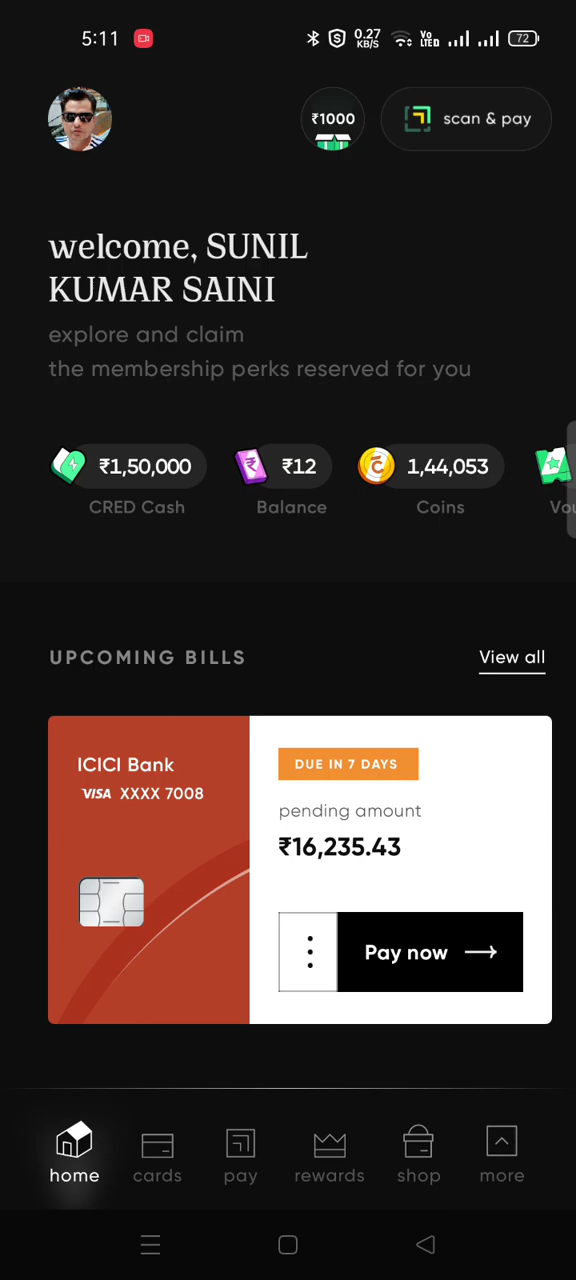 5:11 0.27 KB/S Vo LTED 72
₹1000 scan & pay
welcome, SUNIL
KUMAR SAINI
explore and claim
the membership perks reserved for you
₹1,50,000 ₹12 1,44,053
CRED Cash Balance Coins
UPCOMING BILLS View all
ICICI Bank
VISA XXXX 7008
DUE IN 7 DAYS
pending amount
₹16,235.43
Pay now
home cards pay rewards shop more